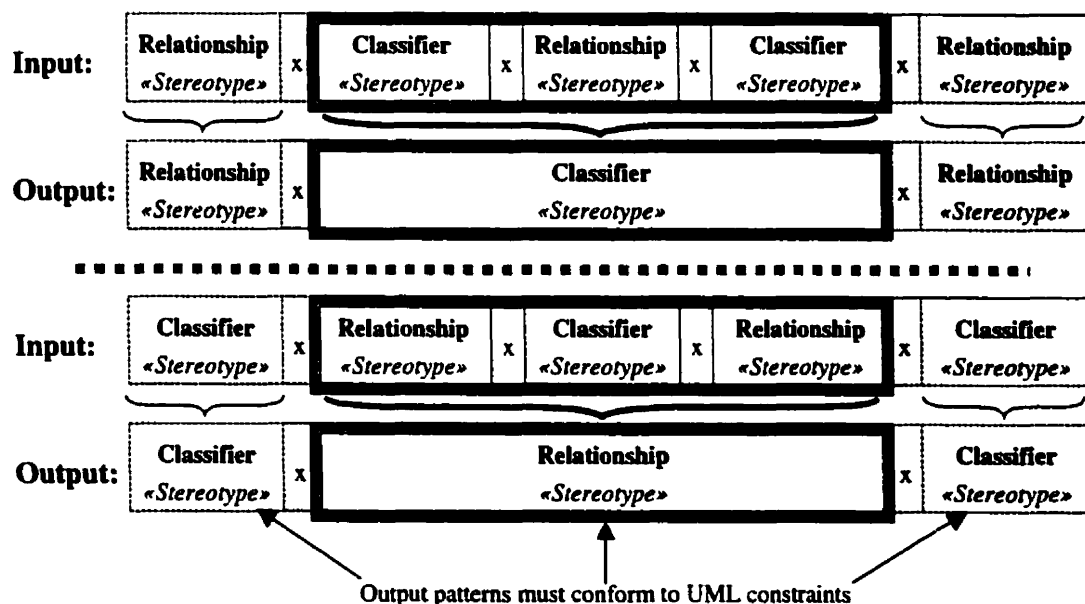 Input: Relationship x Classifier x Relationship x Classifier x Relationship
«Stereotype» «Stereotype» «Stereotype» «Stereotype» «Stereotype»
Output: Relationship x Classifier x Relationship
«Stereotype» «Stereotype» «Stereotype»
Input: Classifier x Relationship x Classifier x Relationship x Classifier
«Stereotype» «Stereotype» «Stereotype» «Stereotype» «Stereotype»
Output: Classifier x Relationship x Classifier
«Stereotype» «Stereotype» «Stereotype»
Output patterns must conform to UML constraints